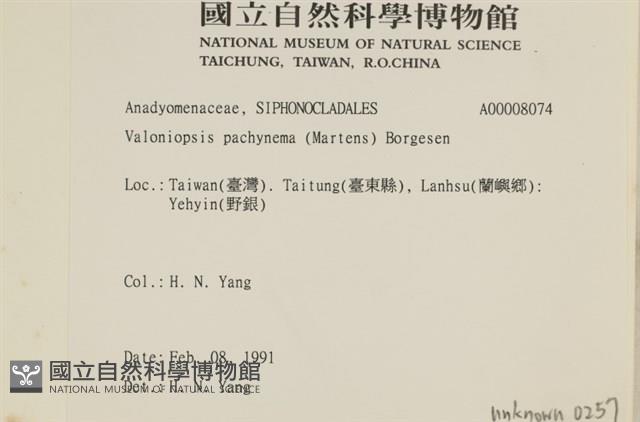 國立自然科學博物館
NATIONAL MUSEUM OF NATURAL SCIENCE
TAICHUNG, TAIWAN, R.O.CHINA
Anadyomenaceae, SIPHONOCLADALES A00008074
Valoniopsis pachynema (Martens) Borgesen
Loc.: Taiwan(臺灣). Taitung(臺東縣), Lanhsu(蘭嶼鄉):
Yehyin(野銀)
Col.: H. N. Yang
Date: Feb. 08, 1991
國立自然科學博物館
NATIONAL MUSEUM OF NATURAL SCIENCE
Det.: H. N. Yang
unknown 0257